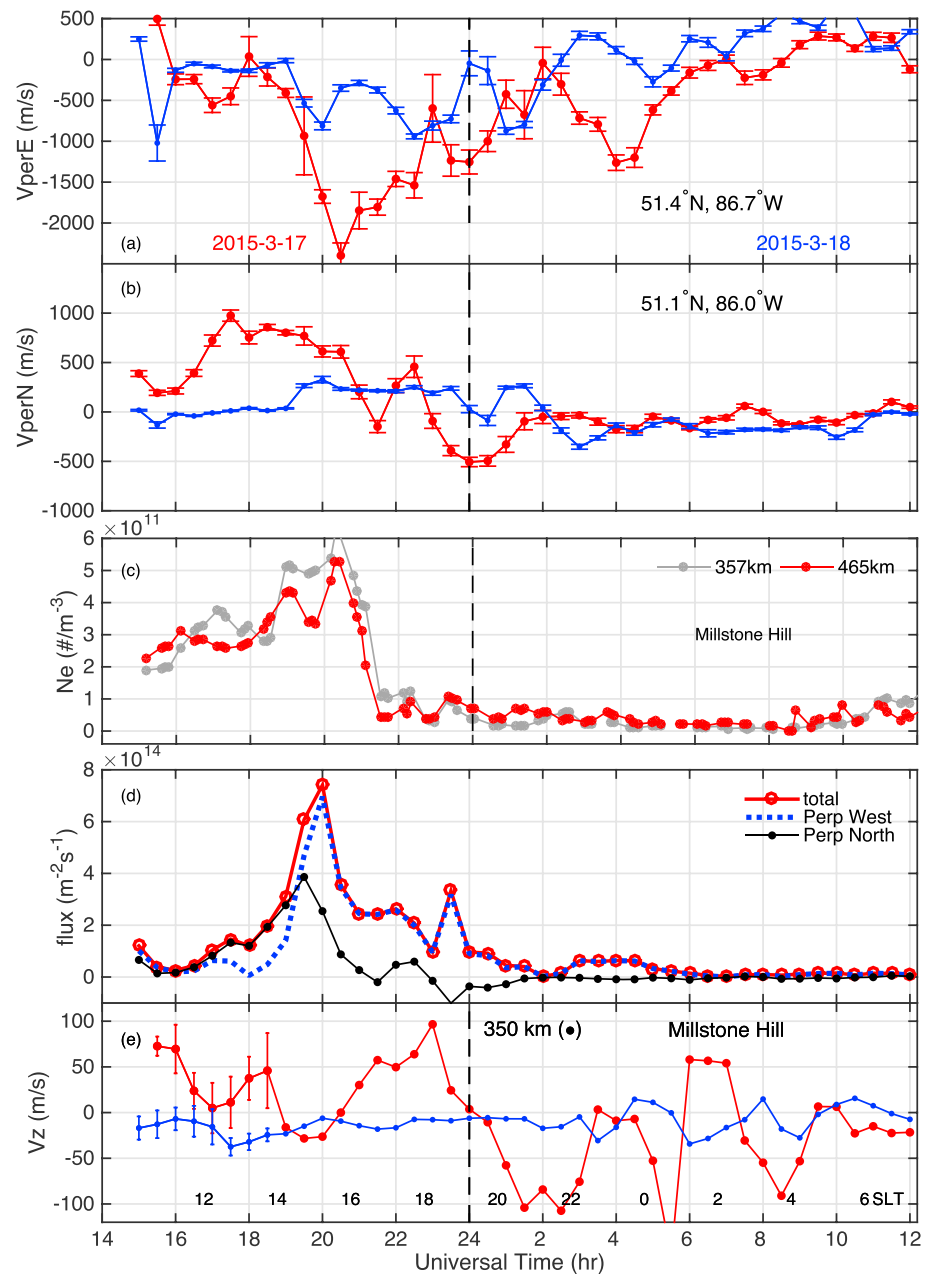 500
0
-500
-1000
-1500
-2000
VperE (m/s)
51.4°N, 86.7°W
(a)
2015-3-17
2015-3-18
(b)
51.1°N, 86.0°W
1000
500
0
-500
-1000
VperN (m/s)
×10^11
6
5
4
3
2
1
0
Ne (#/m^-3)
(c)
357km
465km
Millstone Hill
×10^14
8
6
4
2
0
flux (m^-2s^-1)
(d)
total
Perp West
Perp North
100
50
0
-50
-100
Vz (m/s)
(e)
350 km (●)
Millstone Hill
12 14 16 18 20 22 0 2 4 6 SLT
14 16 18 20 22 24 2 4 6 8 10 12
Universal Time (hr)